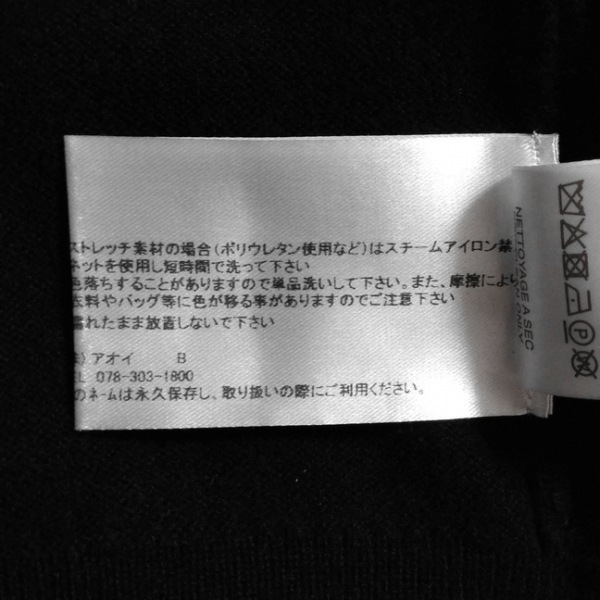 ストレッチ素材の場合(ポリウレタン使用など)はスチームアイロン禁
ネットを使用し短時間で洗って下さい
色落ちすることがありますので単品洗いして下さい。また、摩擦によ
衣料やバッグ等に色が移る事がありますのでご注意下さい
濡れたまま放置しないで下さい
㈱アオイ B
TEL 078-303-1800
このネームは永久保存し、取り扱いの際にご利用ください。
NETTOYAGE A SEC
ONLY